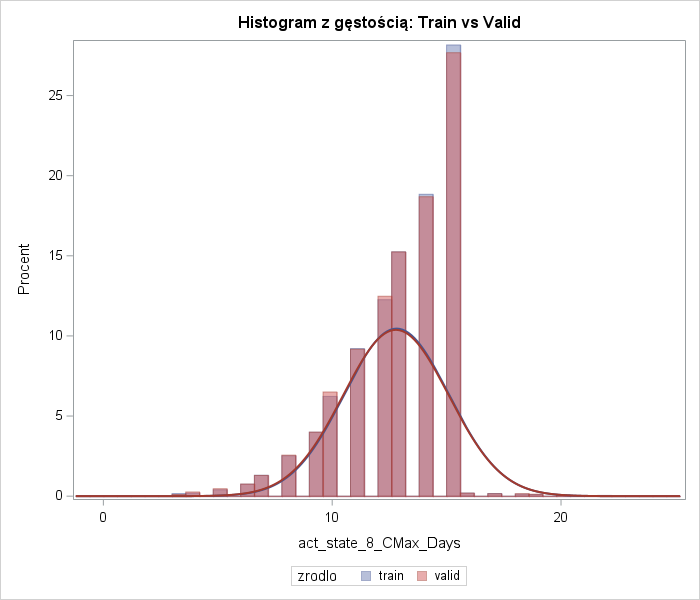 Histogram z gęstością: Train vs Valid
Procent
25
20
15
10
5
0
0 10 20
act_state_8_CMax_Days
zrodlo train valid